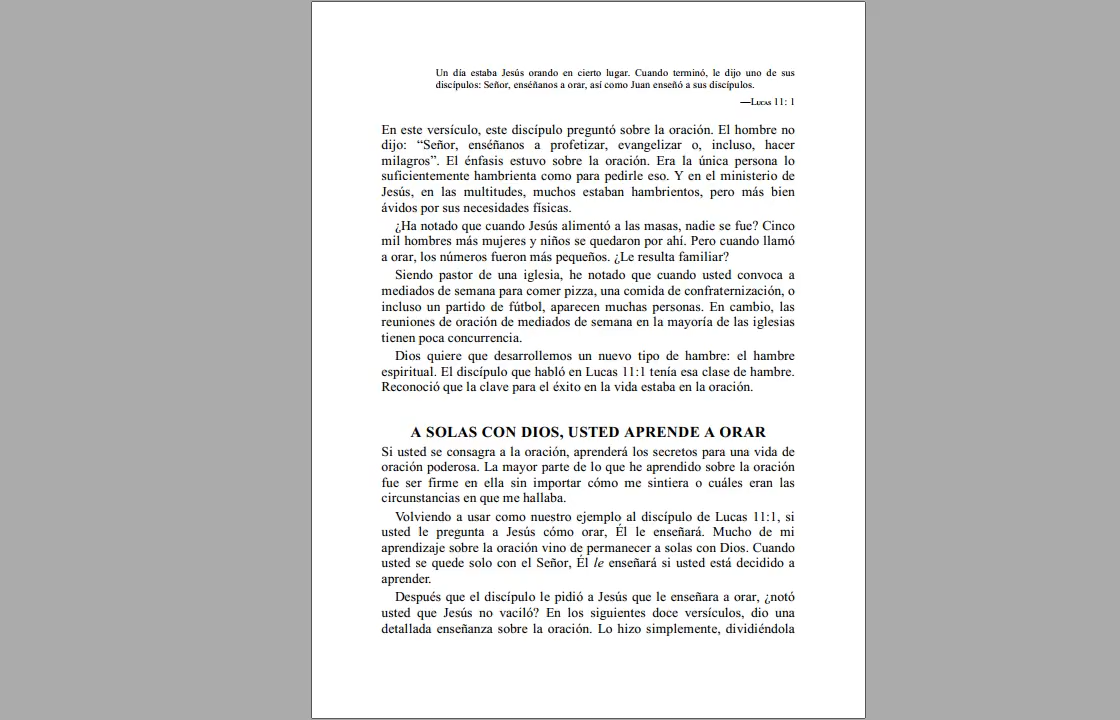 Un día estaba Jesús orando en cierto lugar. Cuando terminó, le dijo uno de sus
discípulos: Señor, enséñanos a orar, así como Juan enseñó a sus discípulos.
—Lucas 11: 1
En este versículo, este discípulo preguntó sobre la oración. El hombre no
dijo: “Señor, enséñanos a profetizar, evangelizar o, incluso, hacer
milagros”. El énfasis estuvo sobre la oración. Era la única persona lo
suficientemente hambrienta como para pedirle eso. Y en el ministerio de
Jesús, en las multitudes, muchos estaban hambrientos, pero más bien
ávidos por sus necesidades físicas.
¿Ha notado que cuando Jesús alimentó a las masas, nadie se fue? Cinco
mil hombres más mujeres y niños se quedaron por ahí. Pero cuando llamó
a orar, los números fueron más pequeños. ¿Le resulta familiar?
Siendo pastor de una iglesia, he notado que cuando usted convoca a
mediados de semana para comer pizza, una comida de confraternización, o
incluso un partido de fútbol, aparecen muchas personas. En cambio, las
reuniones de oración de mediados de semana en la mayoría de las iglesias
tienen poca concurrencia.
Dios quiere que desarrollemos un nuevo tipo de hambre: el hambre
espiritual. El discípulo que habló en Lucas 11:1 tenía esa clase de hambre.
Reconoció que la clave para el éxito en la vida estaba en la oración.
A SOLAS CON DIOS, USTED APRENDE A ORAR
Si usted se consagra a la oración, aprenderá los secretos para una vida de
oración poderosa. La mayor parte de lo que he aprendido sobre la oración
fue ser firme en ella sin importar cómo me sintiera o cuáles eran las
circunstancias en que me hallaba.
Volviendo a usar como nuestro ejemplo al discípulo de Lucas 11:1, si
usted le pregunta a Jesús cómo orar, Él le enseñará. Mucho de mi
aprendizaje sobre la oración vino de permanecer a solas con Dios. Cuando
usted se quede solo con el Señor, Él le enseñará si usted está decidido a
aprender.
Después que el discípulo le pidió a Jesús que le enseñara a orar, ¿notó
usted que Jesús no vaciló? En los siguientes doce versículos, dio una
detallada enseñanza sobre la oración. Lo hizo simplemente, dividiéndola